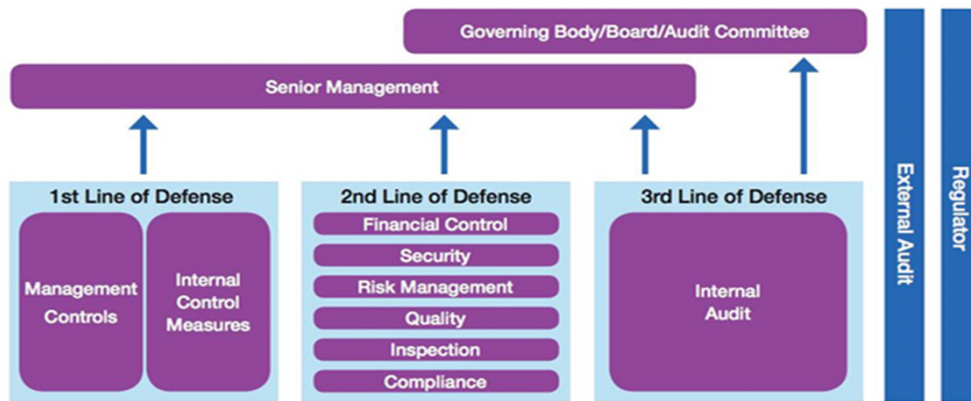 Governing Body/Board/Audit Committee
Senior Management
1st Line of Defense
Management
Controls
Internal
Control
Measures
2nd Line of Defense
Financial Control
Security
Risk Management
Quality
Inspection
Compliance
3rd Line of Defense
Internal
Audit
External Audit
Regulator